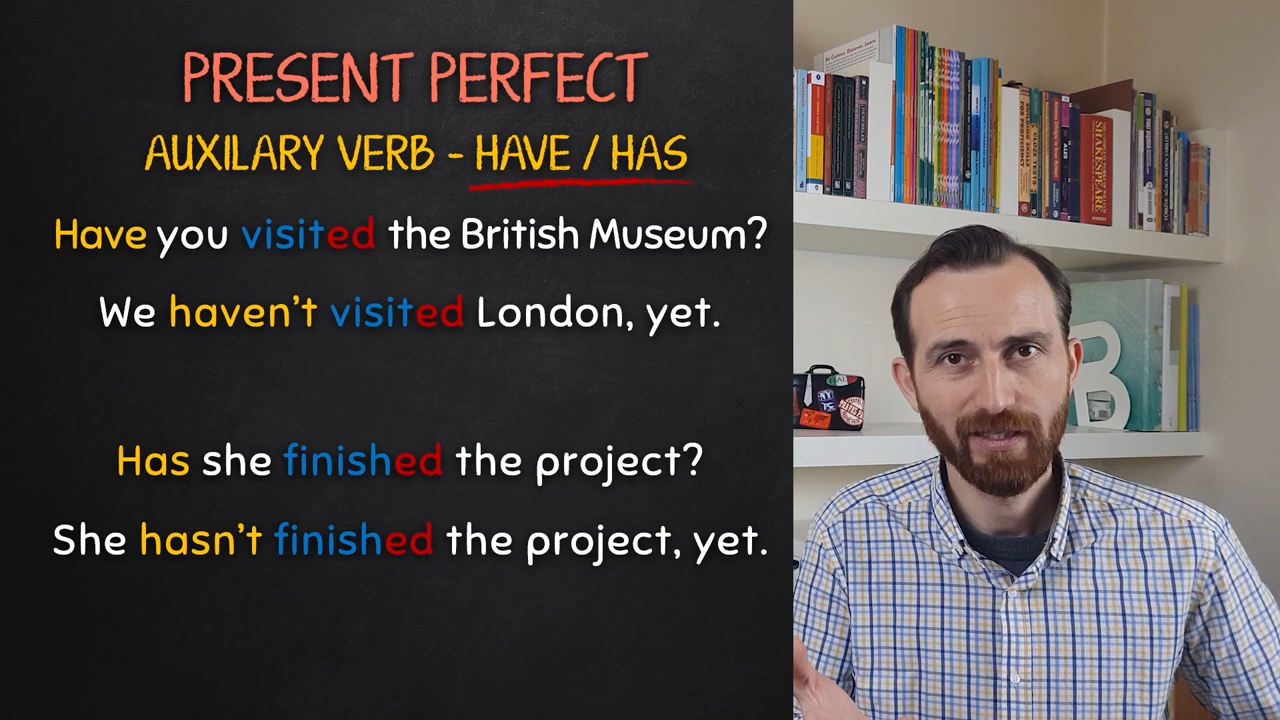 PRESENT PERFECT
AUXILARY VERB - HAVE / HAS
Have you visited the British Museum?
We haven't visited London, yet.
Has she finished the project?
She hasn't finished the project, yet.
SHAKESPEARE
B